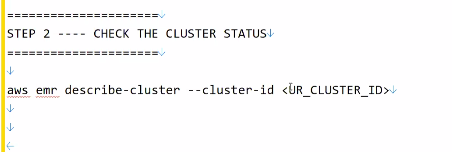 =====================
STEP 2 ---- CHECK THE CLUSTER STATUS
=====================
aws emr describe-cluster --cluster-id <UR_CLUSTER_ID>